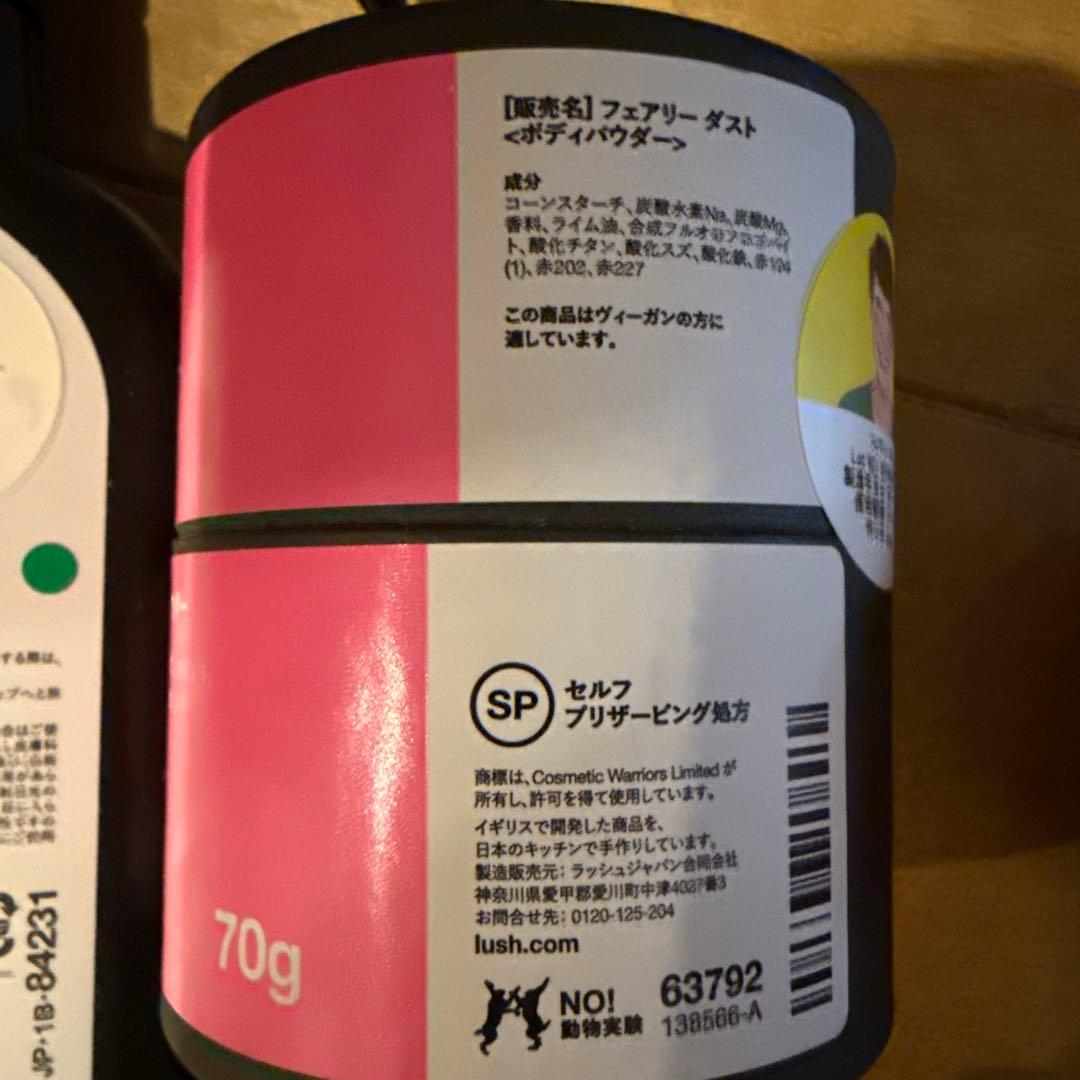 [販売名] フェアリー ダスト
<ボディパウダー>
成分
コーンスターチ、炭酸水素Na、炭酸Mg、
香料、ライム油、合成フルオロフロゴパイ
ト、酸化チタン、酸化スズ、酸化鉄、
(1)、赤202、赤227
この商品はヴィーガンの方に
適しています。
SP
セルフ
プリザービング処方
商標は、Cosmetic Warriors Limited が
所有し、許可を得て使用しています。
イギリスで開発した商品を、
日本のキッチンで手作りしています。
製造販売元：ラッシュジャパン合同会社
神奈川県愛甲郡愛川町中津4027番3
お問合せ先：0120-125-204
lush.com
NO!
動物実験
63792
138566-A
70g
する際は、
JP・1B・84231